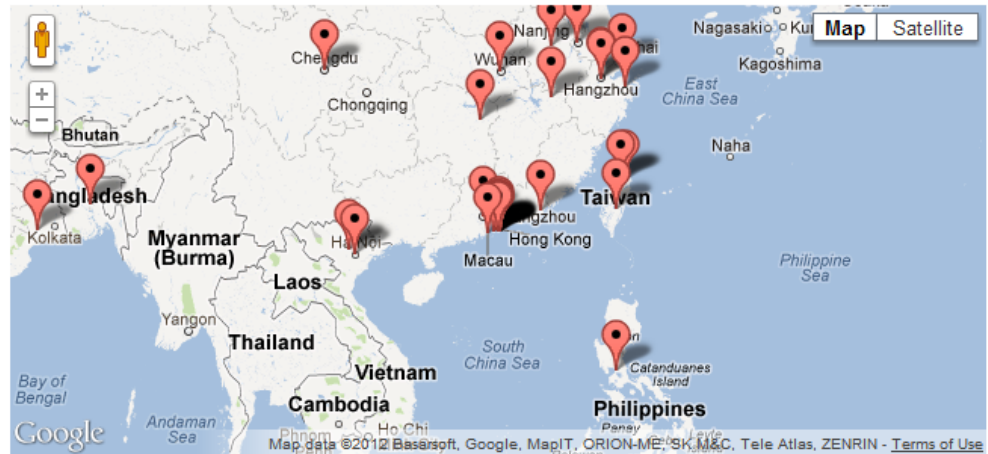 Nanjing
Nagasaki
Map
Satellite
Chengdu
Wuhan
Kagoshima
Hangzhou
East
China Sea
Chongqing
Bhutan
Naha
Taiwan
Kolkata
Myanmar
(Burma)
Hong Kong
Macau
Laos
Philippine
Sea
Yangon
Thailand
South
China Sea
Catanduanes
Island
Vietnam
Bay of
Bengal
Cambodia
Philippines
Andaman
Sea
Google
Map data ©2012 Basarsoft, Google, MapIT, ORION-ME, SK M&C, Tele Atlas, ZENRIN - Terms of Use